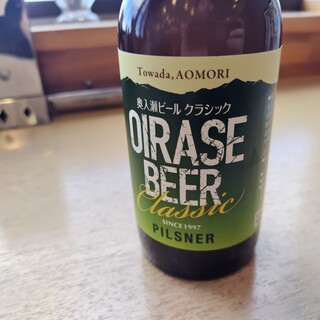 Towada, AOMORI
奥入瀬ビール クラシック
OIRASE
BEER
Classic
SINCE 1997
PILSNER